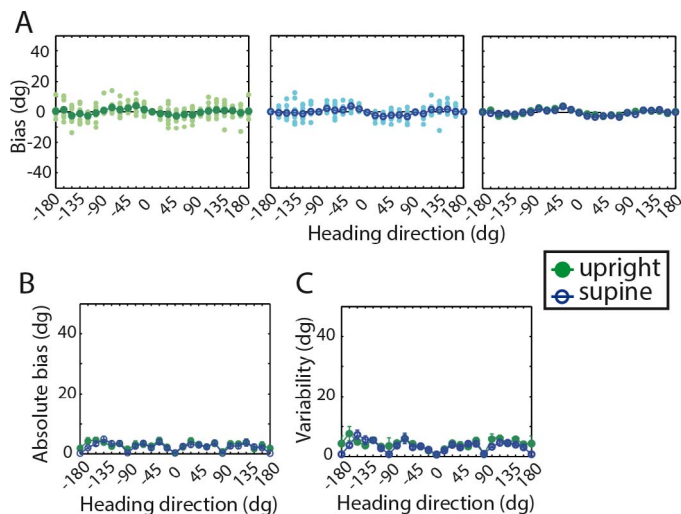 A
Bias (dg)
40
20
0
-20
-40
-180 -135 -90 -45 0 45 90 135 180
-180 -135 -90 -45 0 45 90 135 180
-180 -135 -90 -45 0 45 90 135 180
Heading direction (dg)
upright
supine
B
Absolute bias (dg)
40
20
0
-180 -135 -90 -45 0 45 90 135 180
Heading direction (dg)
C
Variability (dg)
40
20
0
-180 -135 -90 -45 0 45 90 135 180
Heading direction (dg)